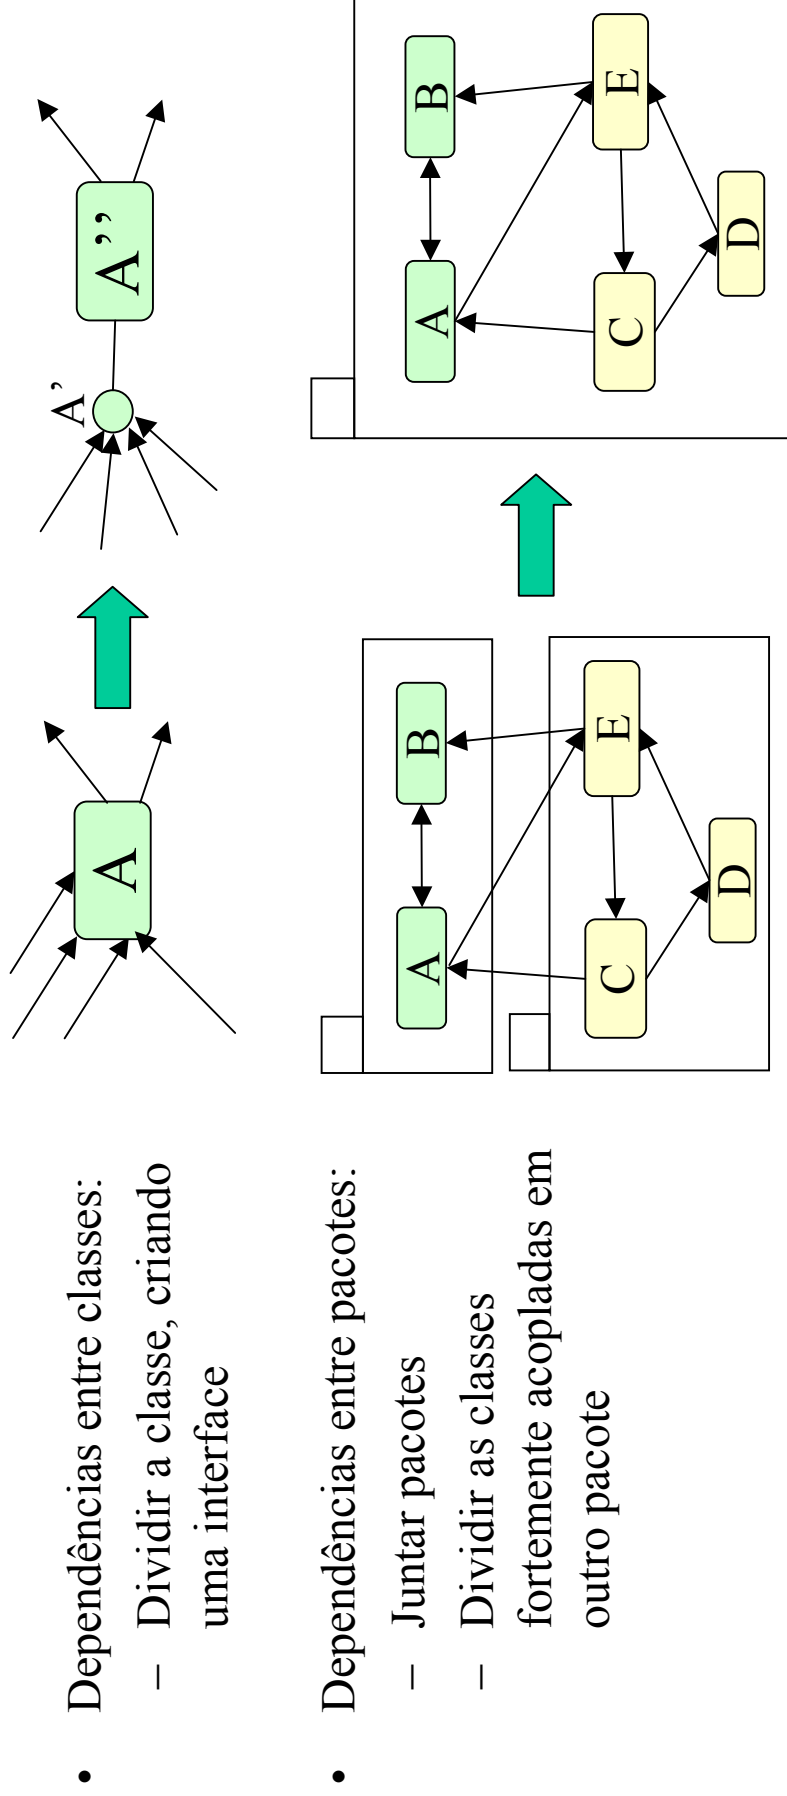 • Dependências entre classes:
– Dividir a classe, criando
uma interface
A
A’
A’’
• Dependências entre pacotes:
– Juntar pacotes
– Dividir as classes
fortemente acopladas em
outro pacote
A
B
C
E
D
A
B
C
E
D